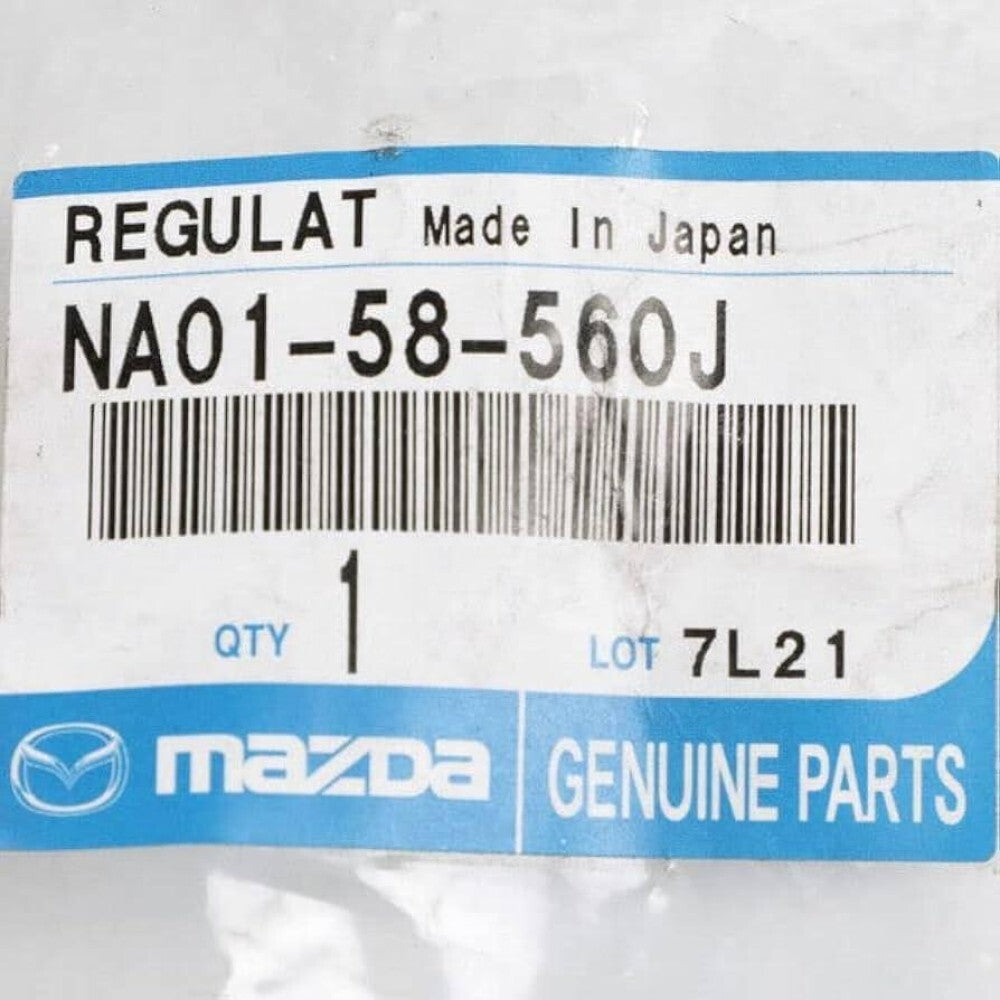 REGULAT Made In Japan
NA01-58-560J
QTY 1 LOT 7L21
mazda GENUINE PARTS